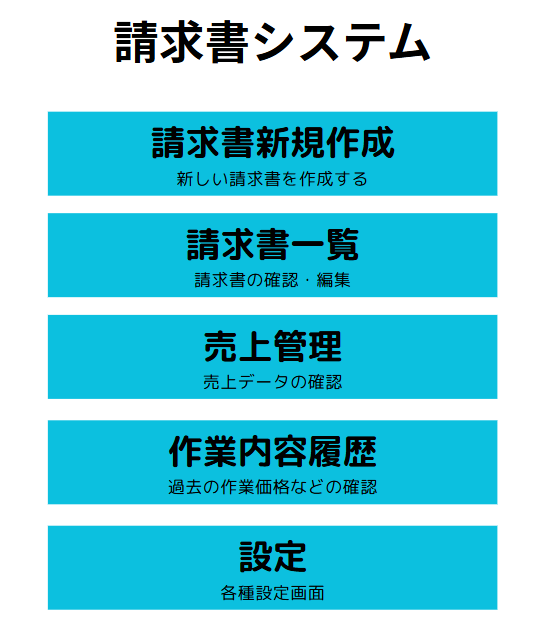 請求書システム
請求書新規作成
新しい請求書を作成する
請求書一覧
請求書の確認・編集
売上管理
売上データの確認
作業内容履歴
過去の作業価格などの確認
設定
各種設定画面